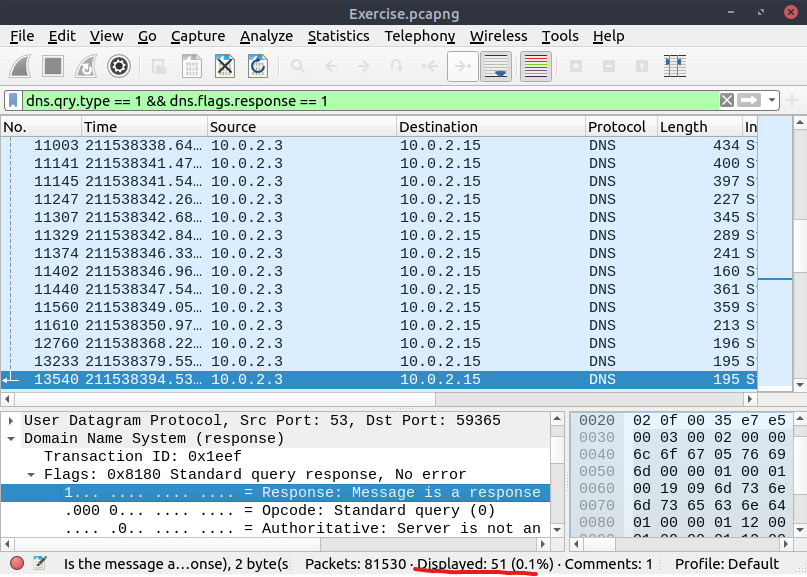 Exercise.pcapng
File Edit View Go Capture Analyze Statistics Telephony Wireless Tools Help
dns.qry.type == 1 && dns.flags.response == 1
No. Time Source Destination Protocol Length In
11003 211538338.64… 10.0.2.3 10.0.2.15 DNS 434 S
11141 211538341.47… 10.0.2.3 10.0.2.15 DNS 400 S
11145 211538341.54… 10.0.2.3 10.0.2.15 DNS 397 S
11247 211538342.26… 10.0.2.3 10.0.2.15 DNS 227 S
11307 211538342.68… 10.0.2.3 10.0.2.15 DNS 345 S
11329 211538342.84… 10.0.2.3 10.0.2.15 DNS 289 S
11374 211538346.33… 10.0.2.3 10.0.2.15 DNS 241 S
11402 211538346.96… 10.0.2.3 10.0.2.15 DNS 160 S
11440 211538347.54… 10.0.2.3 10.0.2.15 DNS 361 S
11560 211538349.05… 10.0.2.3 10.0.2.15 DNS 359 S
11610 211538350.97… 10.0.2.3 10.0.2.15 DNS 213 S
12760 211538368.22… 10.0.2.3 10.0.2.15 DNS 196 S
13233 211538379.55… 10.0.2.3 10.0.2.15 DNS 195 S
13540 211538394.53… 10.0.2.3 10.0.2.15 DNS 195 S
User Datagram Protocol, Src Port: 53, Dst Port: 59365
Domain Name System (response)
Transaction ID: 0x1eef
Flags: 0x8180 Standard query response, No error
1... .... .... .... = Response: Message is a response
.000 0... .... .... = Opcode: Standard query (0)
.... .0.. .... .... = Authoritative: Server is not an
0020 02 0f 00 35 e7 e5
0030 00 03 00 02 00 00
0040 6c 6f 67 05 76 69
0050 6d 00 00 01 00 01
0060 00 19 09 6d 73 6e
0070 6d 73 65 63 6e 64
0080 01 00 00 01 12 00
Is the message a…onse), 2 byte(s Packets: 81530 · Displayed: 51 (0.1%) · Comments: 1 Profile: Default